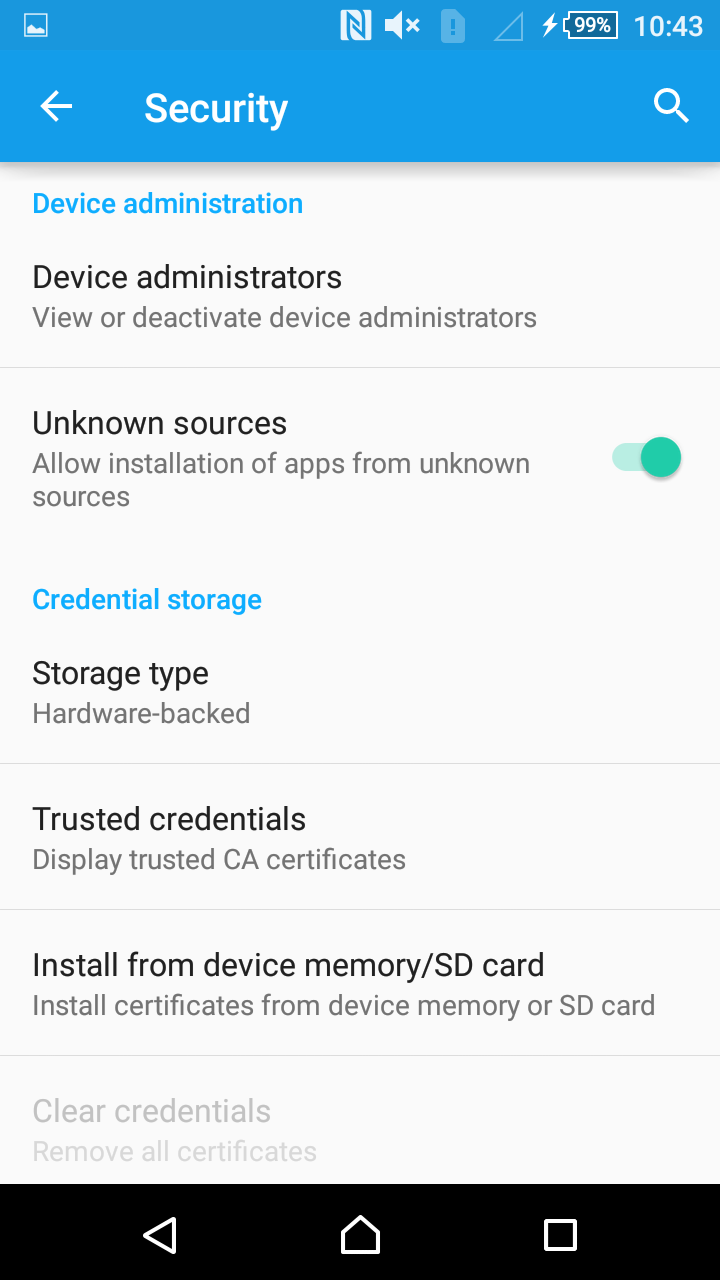 99% 10:43
Security
Device administration
Device administrators
View or deactivate device administrators
Unknown sources
Allow installation of apps from unknown
sources
Credential storage
Storage type
Hardware-backed
Trusted credentials
Display trusted CA certificates
Install from device memory/SD card
Install certificates from device memory or SD card
Clear credentials
Remove all certificates